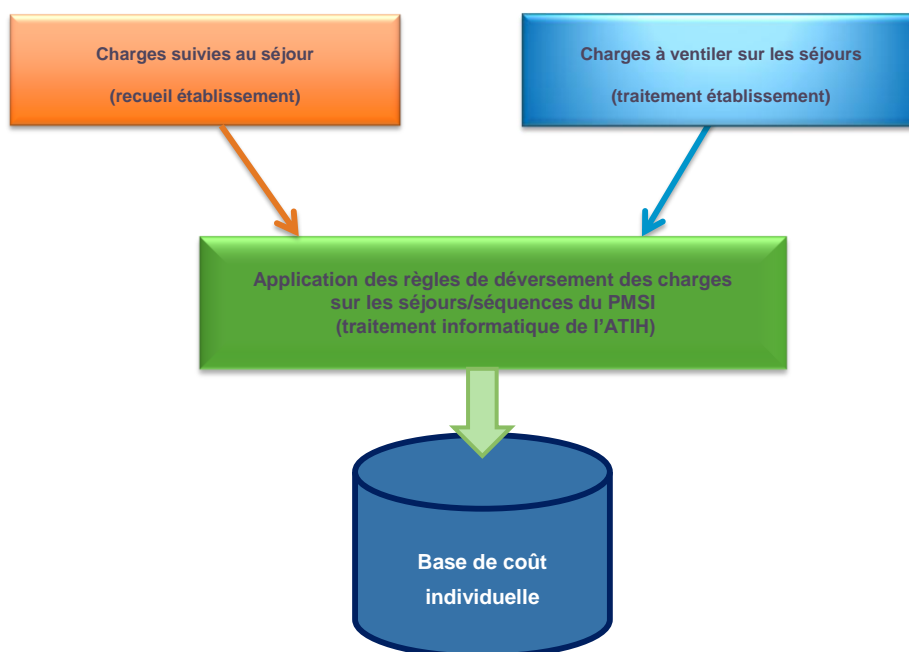 Charges suivies au séjour
(recueil établissement)
Charges à ventiler sur les séjours
(traitement établissement)
Application des règles de déversement des charges
sur les séjours/séquences du PMSI
(traitement informatique de l'ATIH)
Base de coût
individuelle